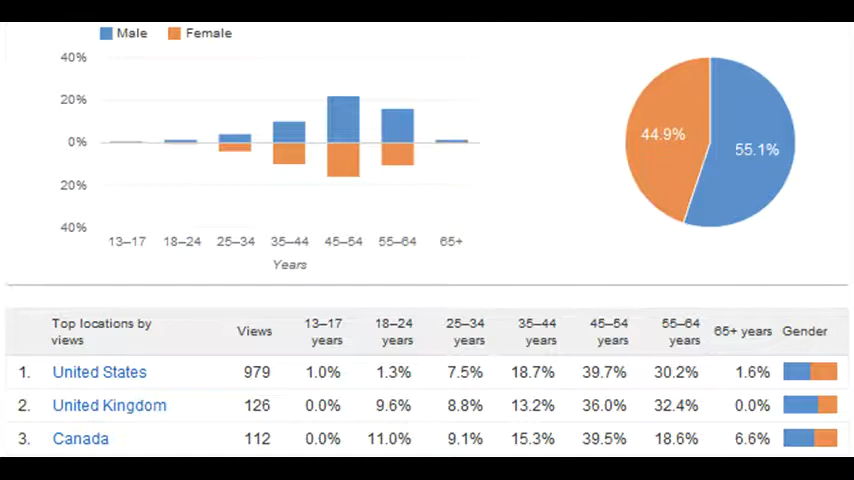 Male Female
40%
20%
0%
20%
40%
13–17 18–24 25–34 35–44 45–54 55–64 65+
Years
44.9%
55.1%
Top locations by views Views 13–17 years 18–24 years 25–34 years 35–44 years 45–54 years 55–64 years 65+ years Gender
1. United States 979 1.0% 1.3% 7.5% 18.7% 39.7% 30.2% 1.6%
2. United Kingdom 126 0.0% 9.6% 8.8% 13.2% 36.0% 32.4% 0.0%
3. Canada 112 0.0% 11.0% 9.1% 15.3% 39.5% 18.6% 6.6%